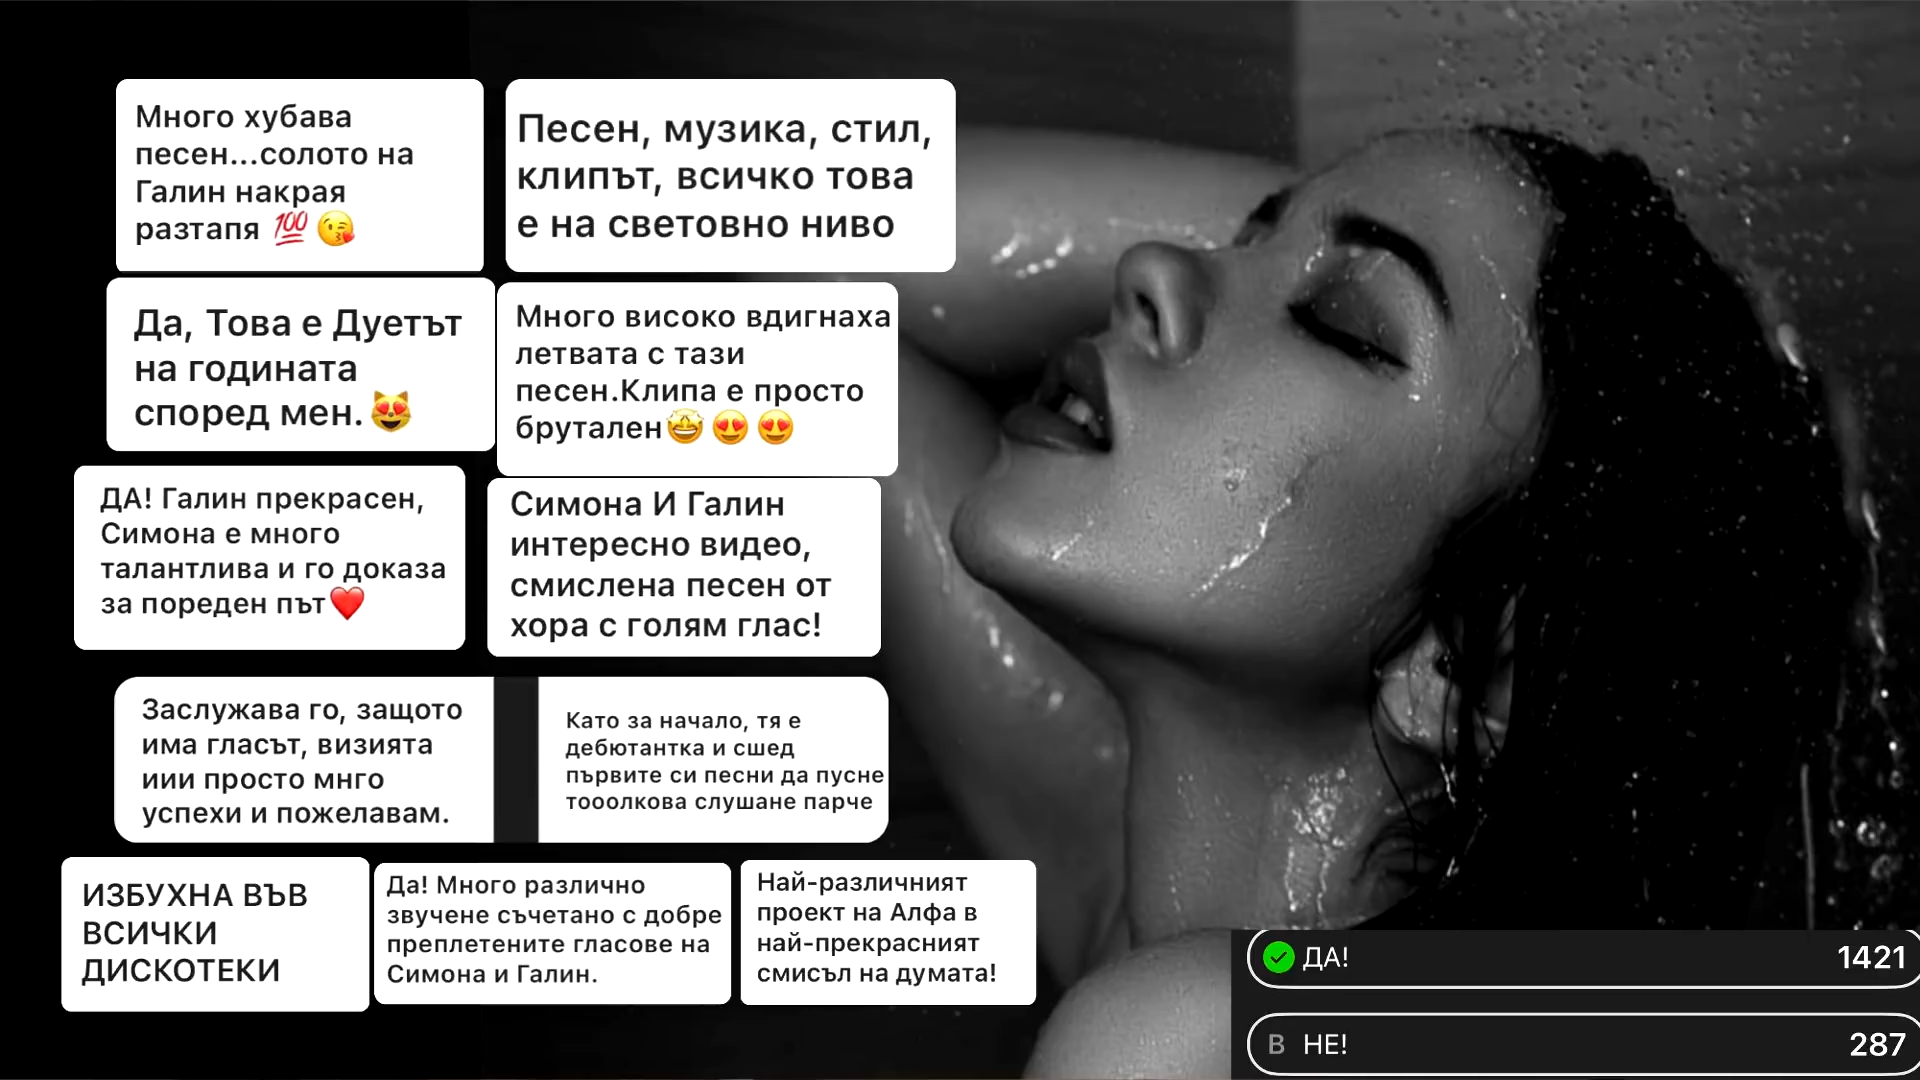 Много хубава
песен...солото на
Галин накрая
разтапя 💯😘
Песен, музика, стил,
клипът, всичко това
е на световно ниво
Да, Това е Дуетът
на годината
според мен.😻
Много високо вдигнаха
летвата с тази
песен.Клипа е просто
брутален🤩😍😍
ДА! Галин прекрасен,
Симона е много
талантлива и го доказа
за пореден път❤️
Симона И Галин
интересно видео,
смислена песен от
хора с голям глас!
Заслужава го, защото
има гласът, визията
иии просто мнго
успехи и пожелавам.
Като за начало, тя е
дебютантка и сшед
първите си песни да пусне
тооолкова слушане парче
ИЗБУХНА ВЪВ
ВСИЧКИ
ДИСКОТЕКИ
Да! Много различно
звучене съчетано с добре
преплетените гласове на
Симона и Галин.
Най-различният
проект на Алфа в
най-прекрасният
смисъл на думата!
ДА! 1421
B НЕ! 287